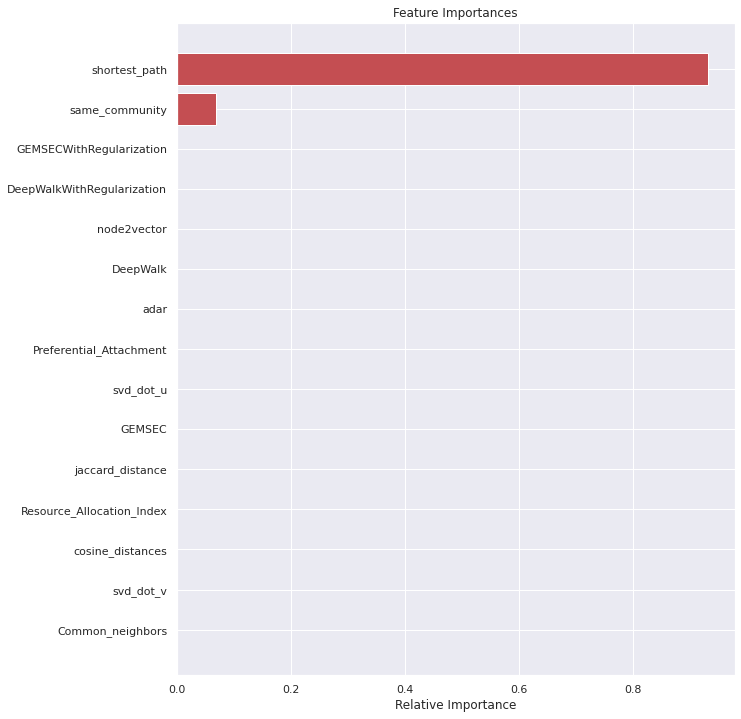 Feature Importances
shortest_path
same_community
GEMSECWithRegularization
DeepWalkWithRegularization
node2vector
DeepWalk
adar
Preferential_Attachment
svd_dot_u
GEMSEC
jaccard_distance
Resource_Allocation_Index
cosine_distances
svd_dot_v
Common_neighbors
0.0 0.2 0.4 0.6 0.8
Relative Importance